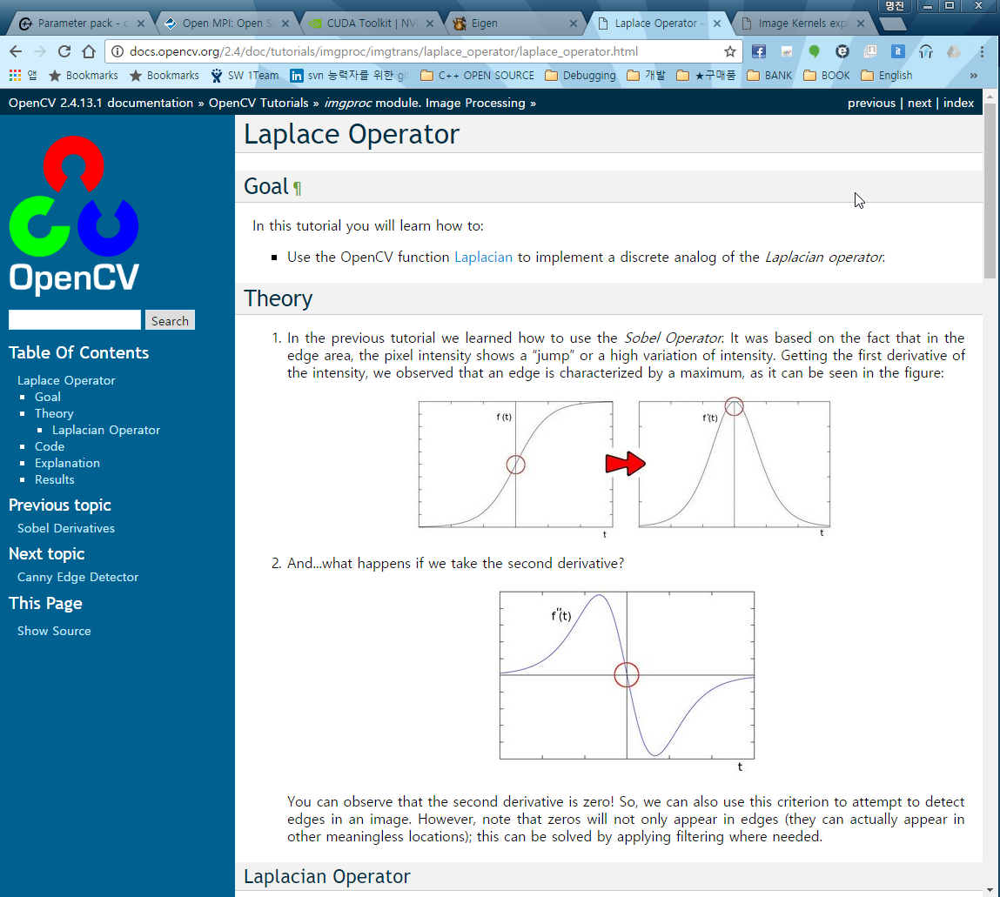 명진
Parameter pack - c
Open MPI: Open S
CUDA Toolkit | NVI
Eigen
Laplace Operator –
Image Kernels expl
docs.opencv.org/2.4/doc/tutorials/imgproc/imgtrans/laplace_operator/laplace_operator.html
앱 Bookmarks Bookmarks SW 1Team svn 능력자를 위한 gi C++ OPEN SOURCE Debugging 개발 ★구매품 BANK BOOK English »
OpenCV 2.4.13.1 documentation » OpenCV Tutorials » imgproc module. Image Processing »
previous | next | index
OpenCV
Search
Table Of Contents
Laplace Operator
Goal
Theory
Laplacian Operator
Code
Explanation
Results
Previous topic
Sobel Derivatives
Next topic
Canny Edge Detector
This Page
Show Source
Laplace Operator
Goal ¶
In this tutorial you will learn how to:
Use the OpenCV function Laplacian to implement a discrete analog of the Laplacian operator.
Theory
1. In the previous tutorial we learned how to use the Sobel Operator. It was based on the fact that in the
edge area, the pixel intensity shows a “jump” or a high variation of intensity. Getting the first derivative of
the intensity, we observed that an edge is characterized by a maximum, as it can be seen in the figure:
f (t)
t
f'(t)
t
2. And...what happens if we take the second derivative?
f''(t)
t
You can observe that the second derivative is zero! So, we can also use this criterion to attempt to detect
edges in an image. However, note that zeros will not only appear in edges (they can actually appear in
other meaningless locations); this can be solved by applying filtering where needed.
Laplacian Operator